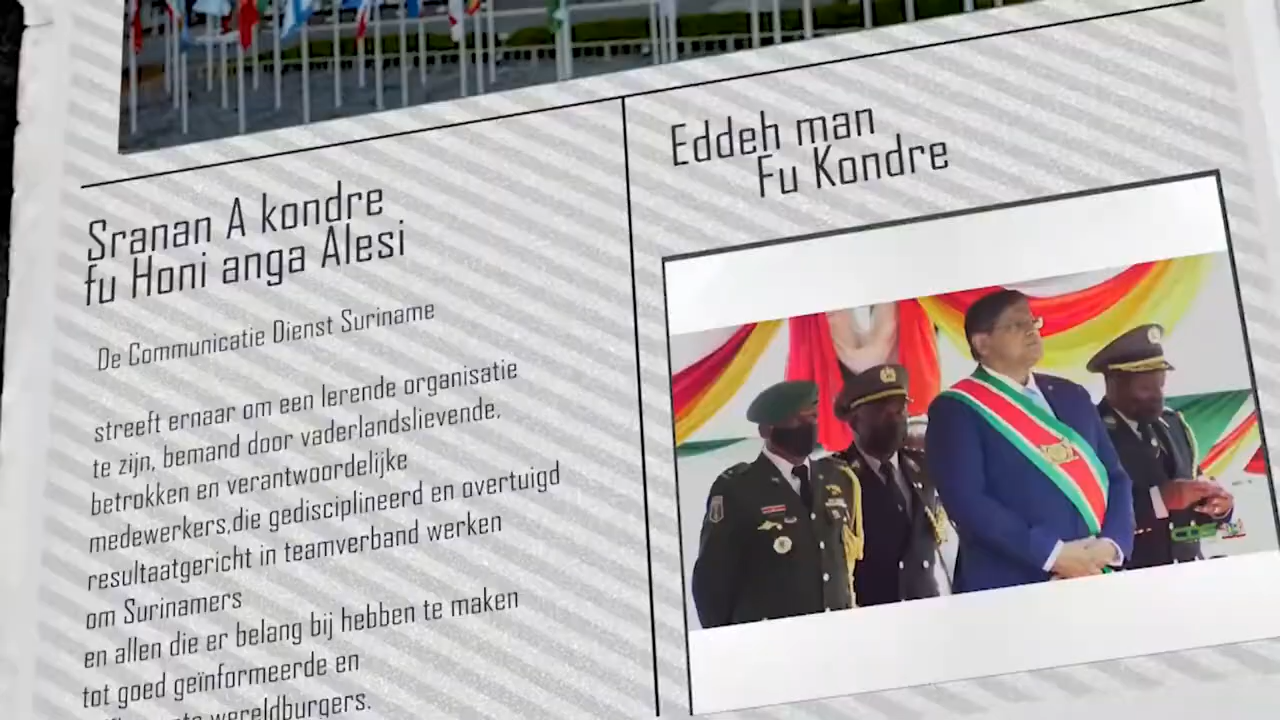 Sranan A kondre
fu Honi anga Alesi
De Communicatie Dienst Suriname
streeft ernaar om een lerende organisatie
te zijn, bemand door vaderlandslievende,
betrokken en verantwoordelijke
medewerkers,die gedisciplineerd en overtuigd
resultaatgericht in teamverband werken
om Surinamers
en allen die er belang bij hebben te maken
tot goed geïnformeerde en
wereldburgers.
Eddeh man
Fu Kondre